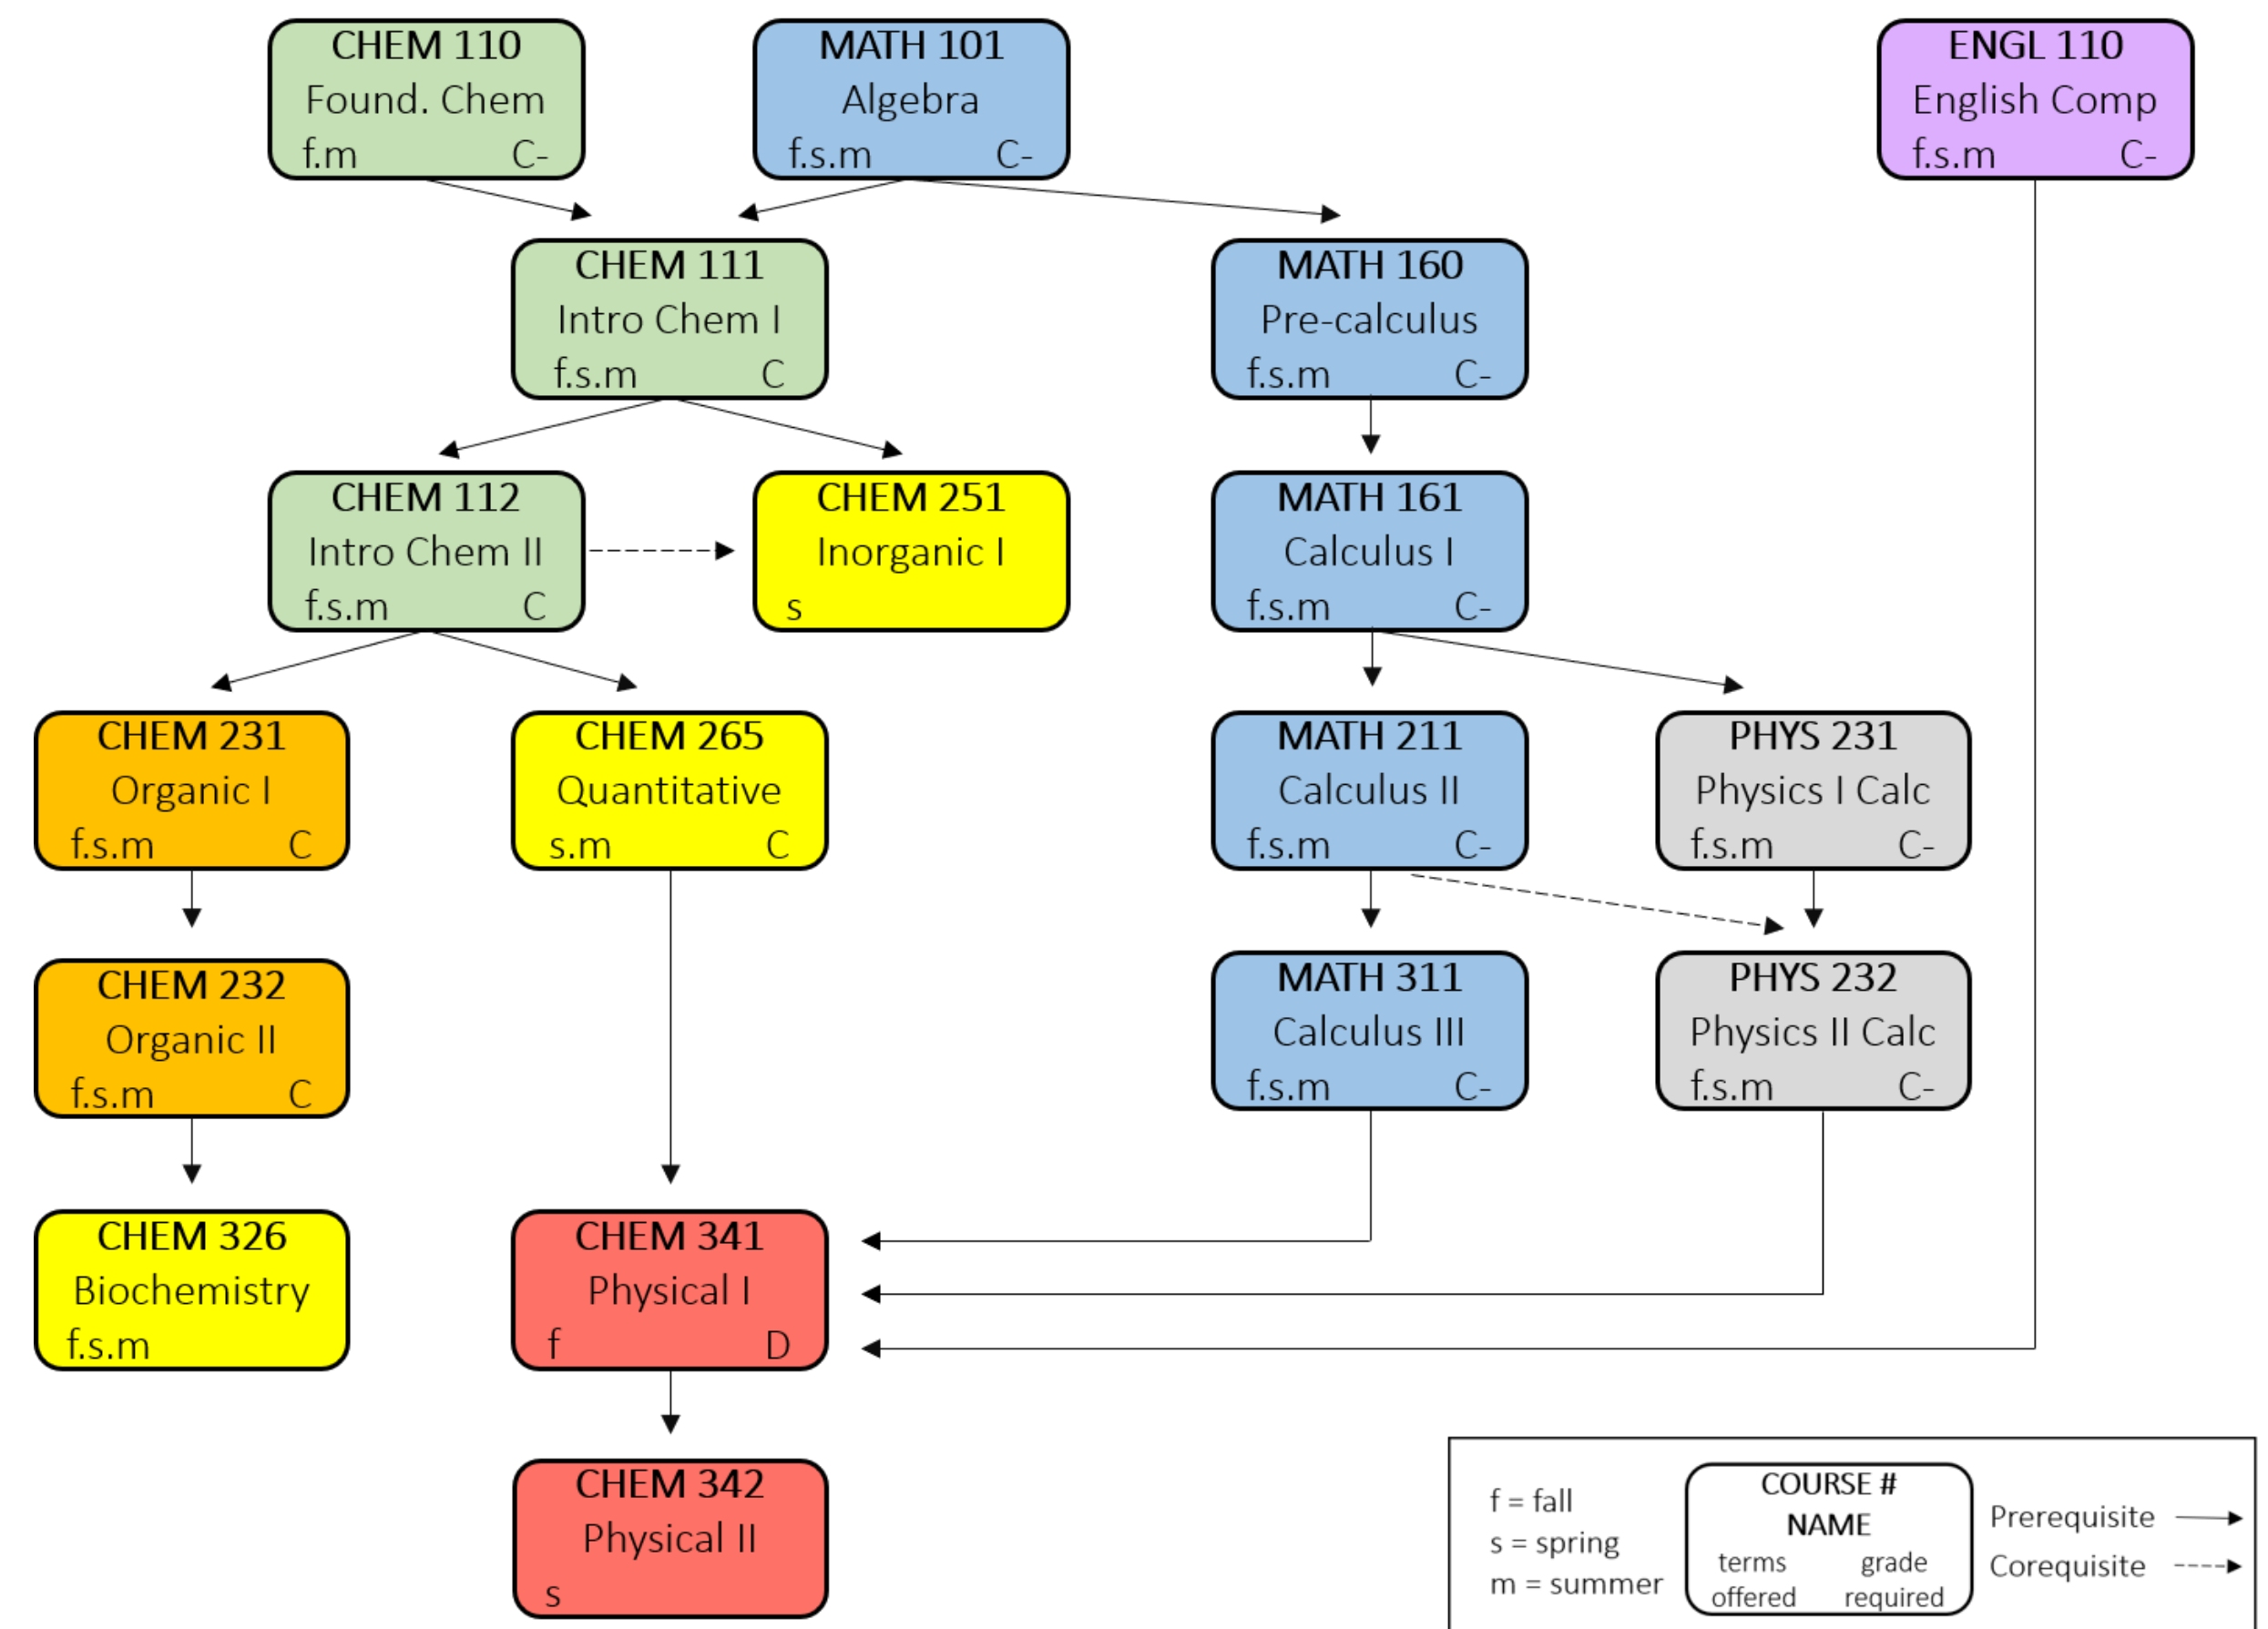 CHEM 110
Found. Chem
f.m C-
MATH 101
Algebra
f.s.m C-
ENGL 110
English Comp
f.s.m C-
CHEM 111
Intro Chem I
f.s.m C
MATH 160
Pre-calculus
f.s.m C-
CHEM 112
Intro Chem II
f.s.m C
CHEM 251
Inorganic I
s
MATH 161
Calculus I
f.s.m C-
CHEM 231
Organic I
f.s.m C
CHEM 265
Quantitative
s.m C
MATH 211
Calculus II
f.s.m C-
PHYS 231
Physics I Calc
f.s.m C-
CHEM 232
Organic II
f.s.m C
MATH 311
Calculus III
f.s.m C-
PHYS 232
Physics II Calc
f.s.m C-
CHEM 326
Biochemistry
f.s.m
CHEM 341
Physical I
f D
CHEM 342
Physical II
s
f = fall
s = spring
m = summer
COURSE #
NAME
terms grade
offered required
Prerequisite
Corequisite